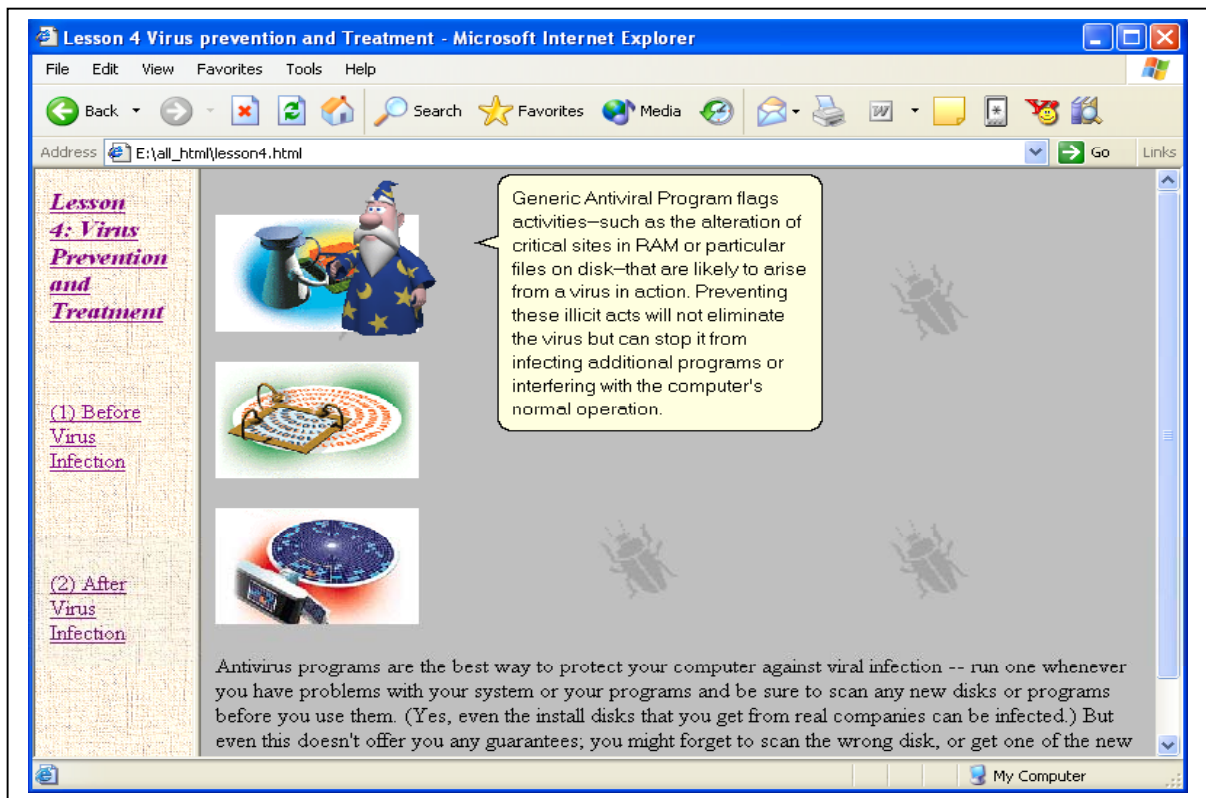 Lesson 4 Virus prevention and Treatment - Microsoft Internet Explorer
File Edit View Favorites Tools Help
Back Search Favorites Media
Address E:\all_html\lesson4.html Go Links
Lesson
4: Virus
Prevention
and
Treatment
(1) Before
Virus
Infection
(2) After
Virus
Infection
Generic Antiviral Program flags
activities—such as the alteration of
critical sites in RAM or particular
files on disk—that are likely to arise
from a virus in action. Preventing
these illicit acts will not eliminate
the virus but can stop it from
infecting additional programs or
interfering with the computer's
normal operation.
Antivirus programs are the best way to protect your computer against viral infection -- run one whenever
you have problems with your system or your programs and be sure to scan any new disks or programs
before you use them. (Yes, even the install disks that you get from real companies can be infected.) But
even this doesn't offer you any guarantees; you might forget to scan the wrong disk, or get one of the new
My Computer